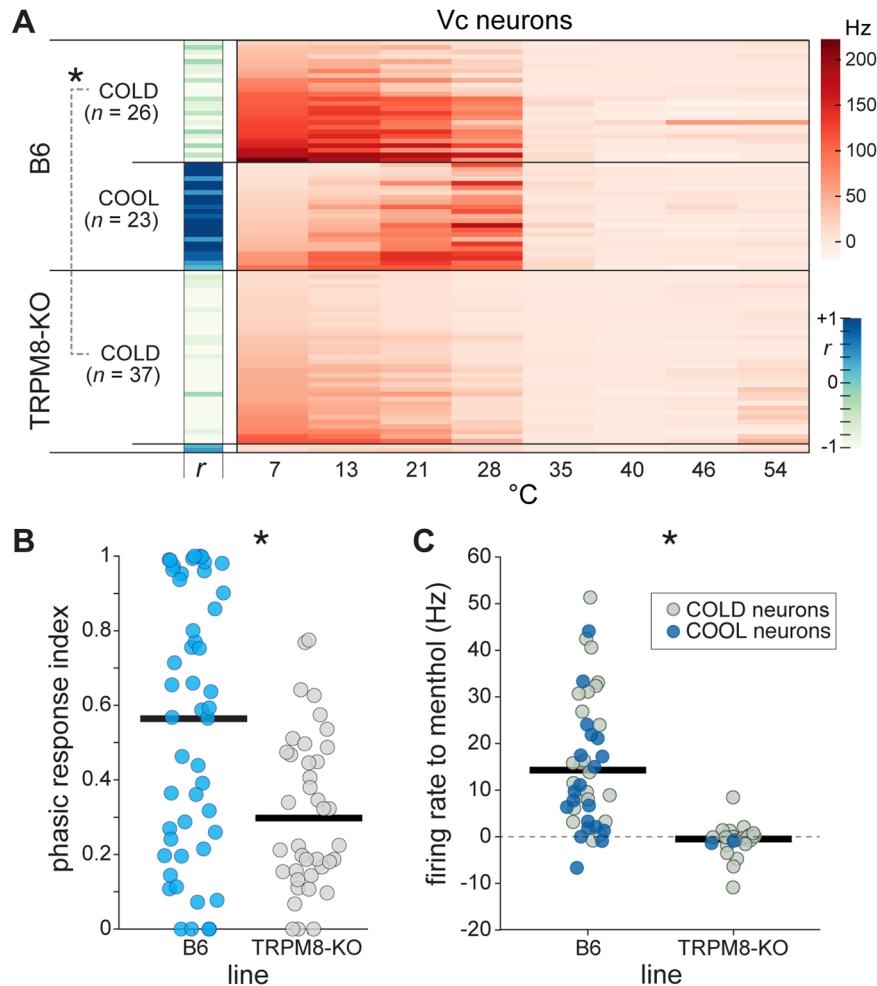 A
Vc neurons
B6
*
COLD
(n = 26)
COOL
(n = 23)
TRPM8-KO
COLD
(n = 37)
r
7 13 21 28 35 40 46 54
°C
Hz
200
150
100
50
0
+1
r
0
-1
B
*
phasic response index
1
0.8
0.6
0.4
0.2
0
B6 TRPM8-KO
line
C
*
firing rate to menthol (Hz)
60
50
40
30
20
10
0
-10
-20
COLD neurons
COOL neurons
B6 TRPM8-KO
line